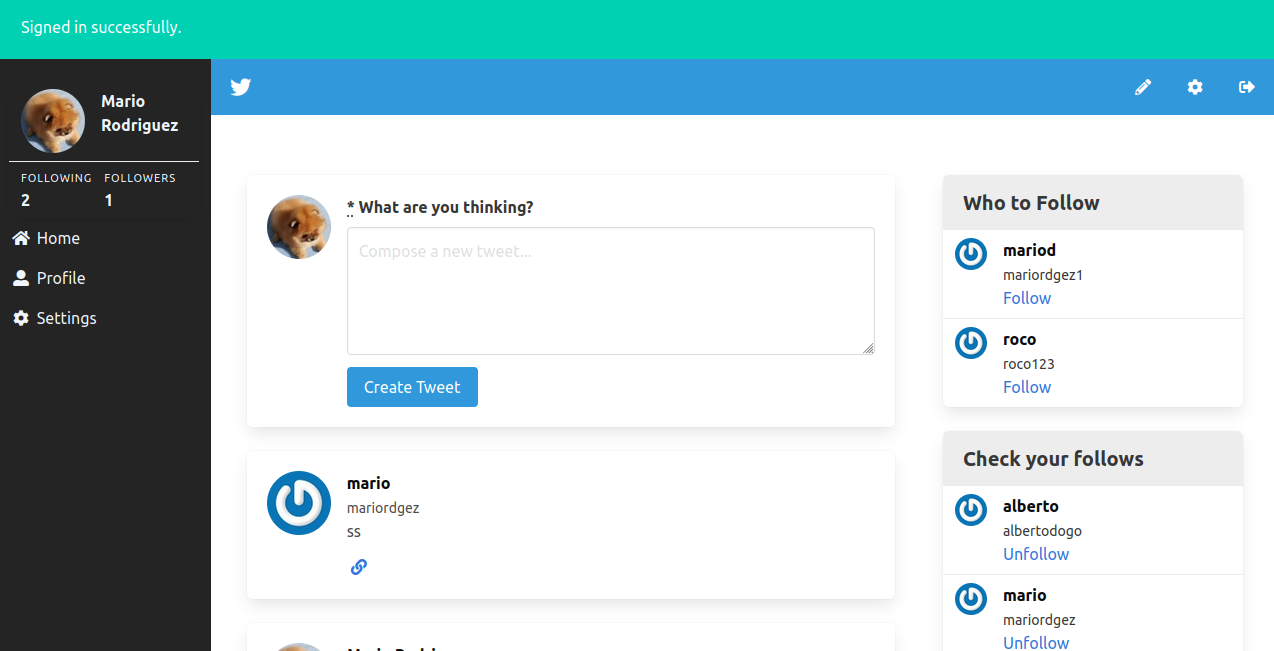 Signed in successfully.
Mario
Rodriguez
FOLLOWING FOLLOWERS
2 1
Home
Profile
Settings
* What are you thinking?
Compose a new tweet...
Create Tweet
mario
mariordgez
ss
Who to Follow
mariod
mariordgez1
Follow
roco
roco123
Follow
Check your follows
alberto
albertodogo
Unfollow
mario
mariordgez
Unfollow